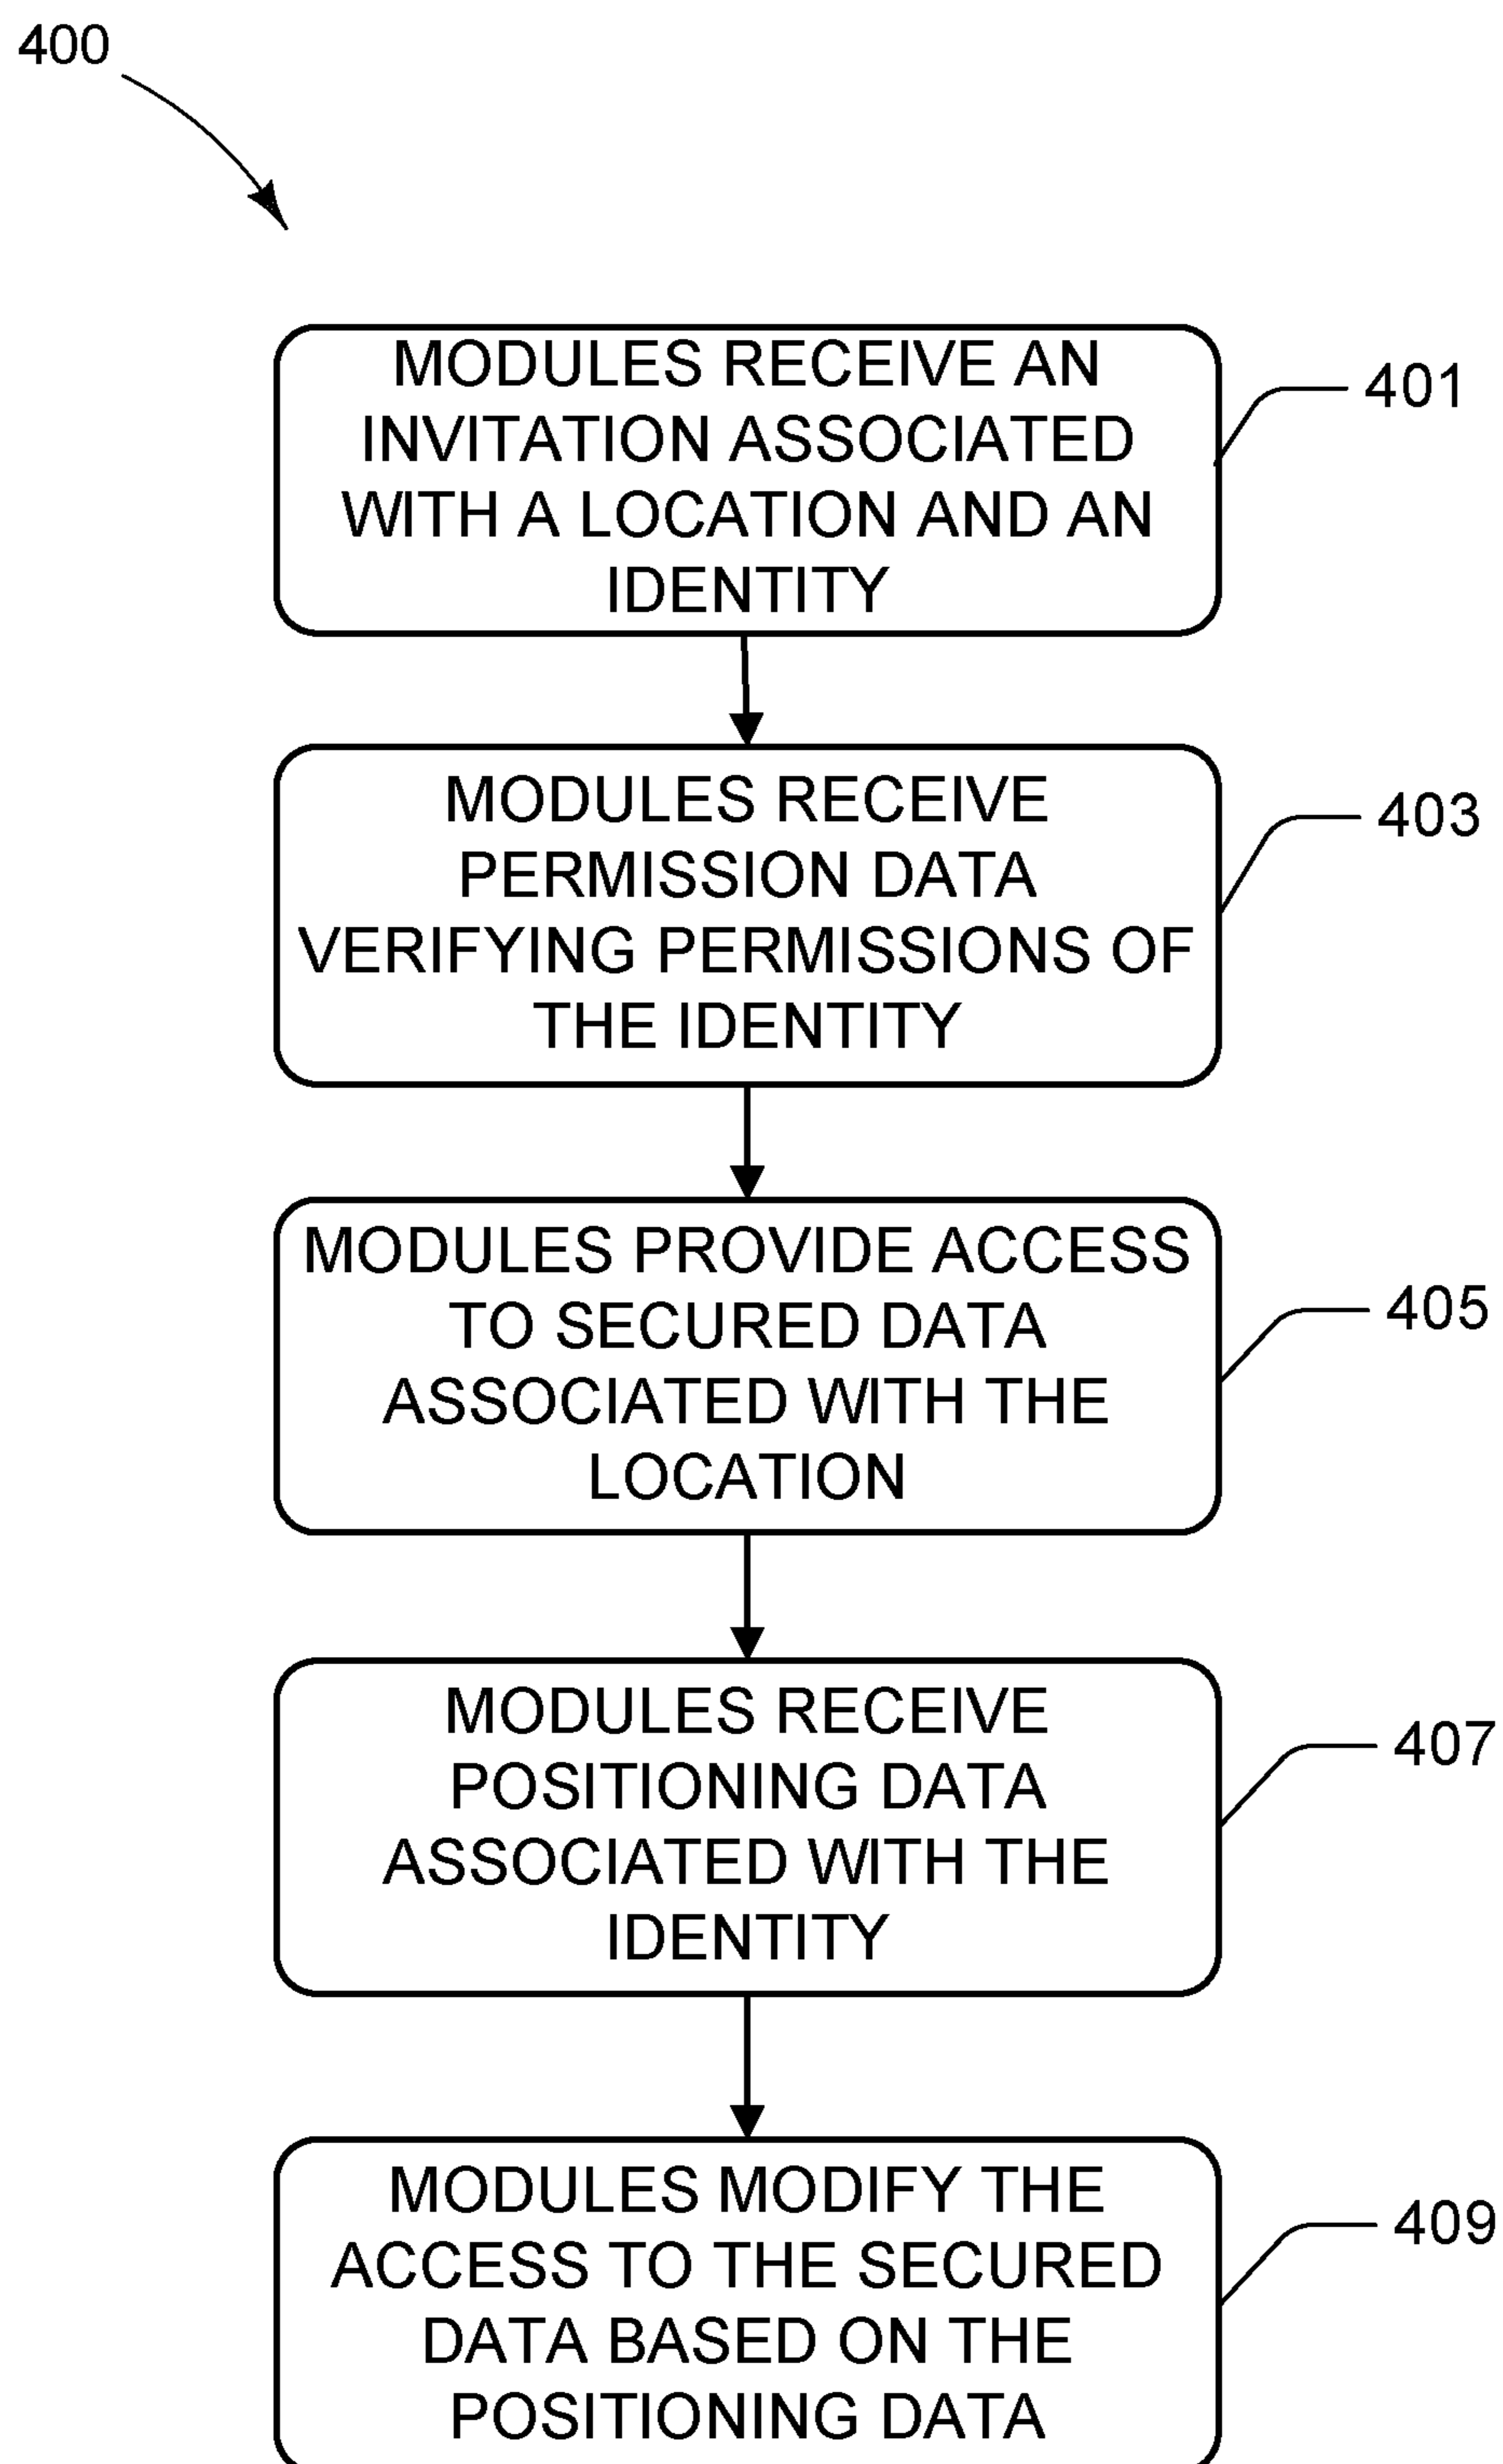 400
MODULES RECEIVE AN
INVITATION ASSOCIATED
WITH A LOCATION AND AN
IDENTITY
401
MODULES RECEIVE
PERMISSION DATA
VERIFYING PERMISSIONS OF
THE IDENTITY
403
MODULES PROVIDE ACCESS
TO SECURED DATA
ASSOCIATED WITH THE
LOCATION
405
MODULES RECEIVE
POSITIONING DATA
ASSOCIATED WITH THE
IDENTITY
407
MODULES MODIFY THE
ACCESS TO THE SECURED
DATA BASED ON THE
POSITIONING DATA
409